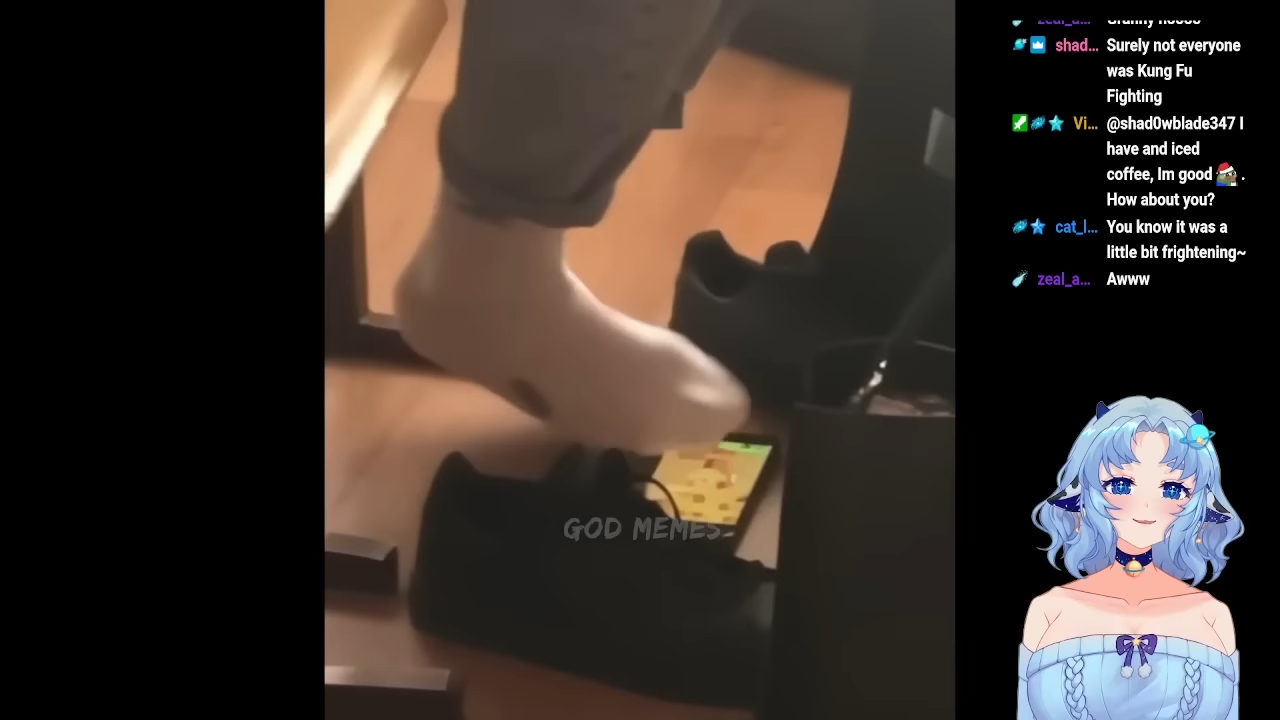 shad... Surely not everyone
was Kung Fu
Fighting
Vi... @shad0wblade347 I
have and iced
coffee, Im good .
How about you?
cat_l... You know it was a
little bit frightening~
zeal_a... Awww
GOD MEMES